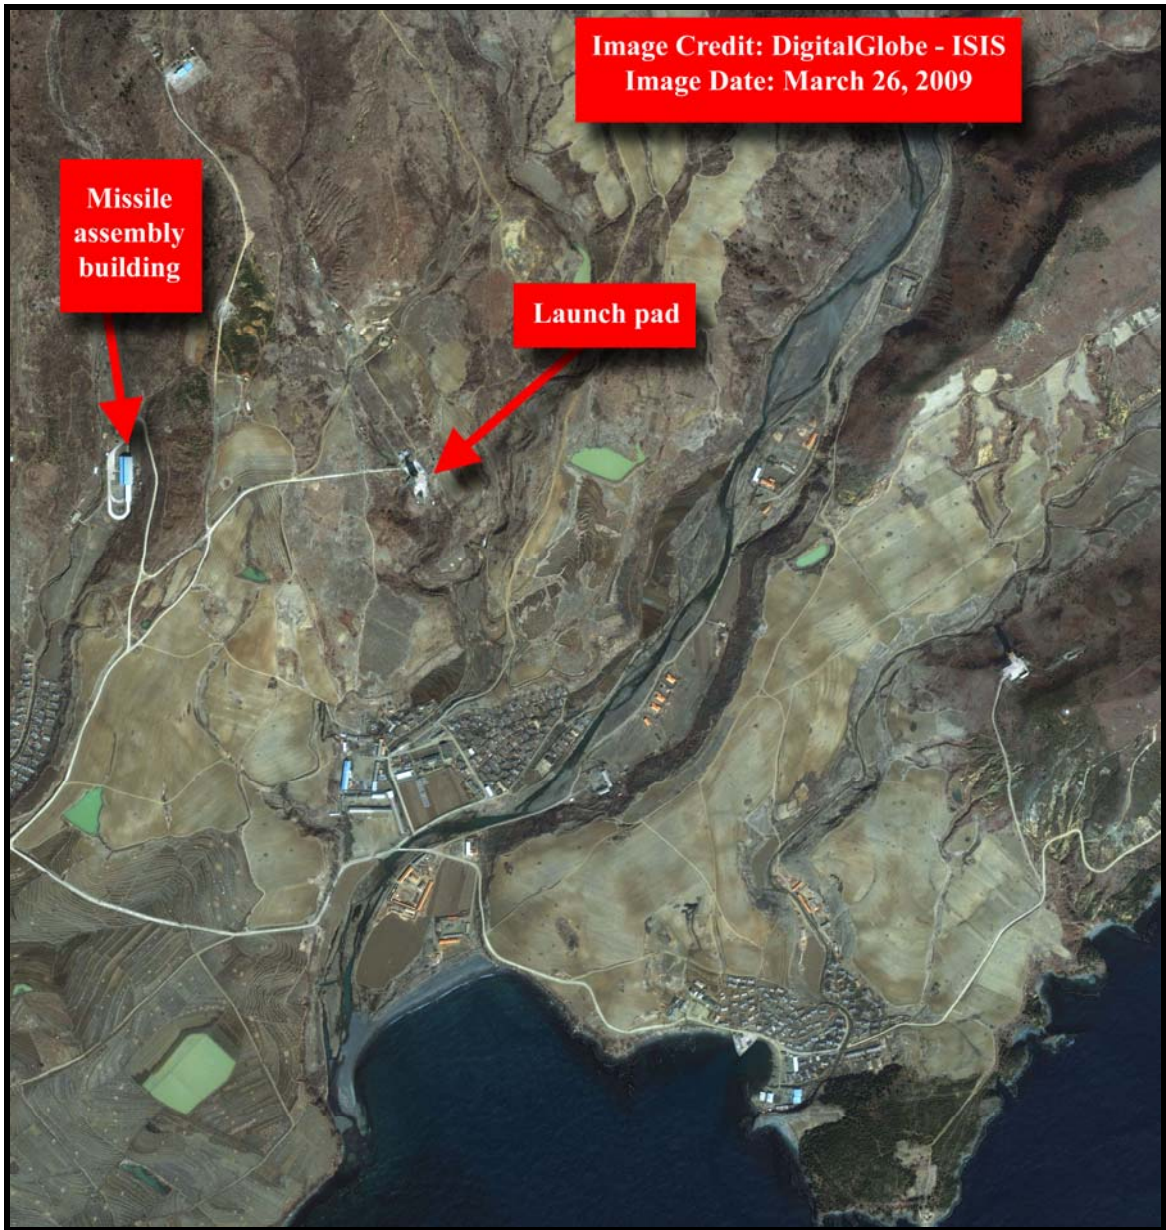 Image Credit: DigitalGlobe - ISIS
Image Date: March 26, 2009
Missile
assembly
building
Launch pad